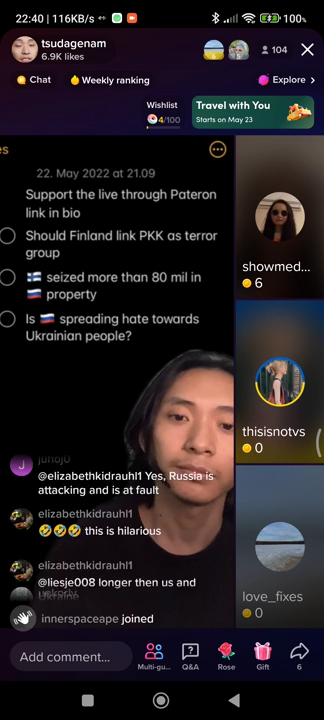 22:40 | 116KB/s
100%
tsudagenam
6.9K likes
104
Chat
Weekly ranking
Explore >
Wishlist
4/100
Travel with You
Starts on May 23
es
22. May 2022 at 21.09
Support the live through Pateron
link in bio
Should Finland link PKK as terror
group
🇫🇮 seized more than 80 mil in
🇷🇺 property
Is 🇷🇺 spreading hate towards
Ukrainian people?
showmed...
6
thisisnotvs
0
love_fixes
0
J
junojo
@elizabethkidrauhl1 Yes, Russia is
attacking and is at fault
elizabethkidrauhl1
🤣🤣🤣 this is hilarious
elizabethkidrauhl1
@liesje008 longer then us and
Ukraine
innerspaceape joined
Add comment...
Multi-gu...
Q&A
Rose
Gift
6